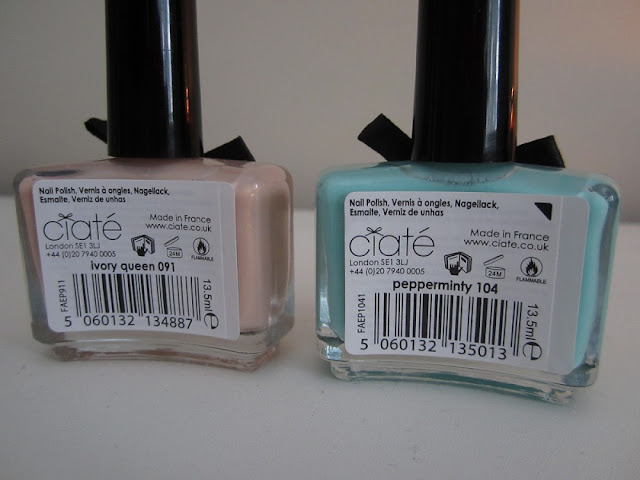 Nail Polish, Vernis à ongles, Nagellack,
Esmalte, Verniz de unhas
ciaté
London SE1 3LJ
+44 (0)20 7940 0005
Made in France
www.ciate.co.uk
24M
FLAMMABLE
ivory queen 091
FAEP911
13.5ml e
5 060132 134887
Nail Polish, Vernis à ongles, Nagellack,
Esmalte, Verniz de unhas
ciaté
London SE1 3LJ
+44 (0)20 7940 0005
Made in France
www.ciate.co.uk
24M
FLAMMABLE
pepperminty 104
FAEP1041
13.5ml e
5 060132 135013